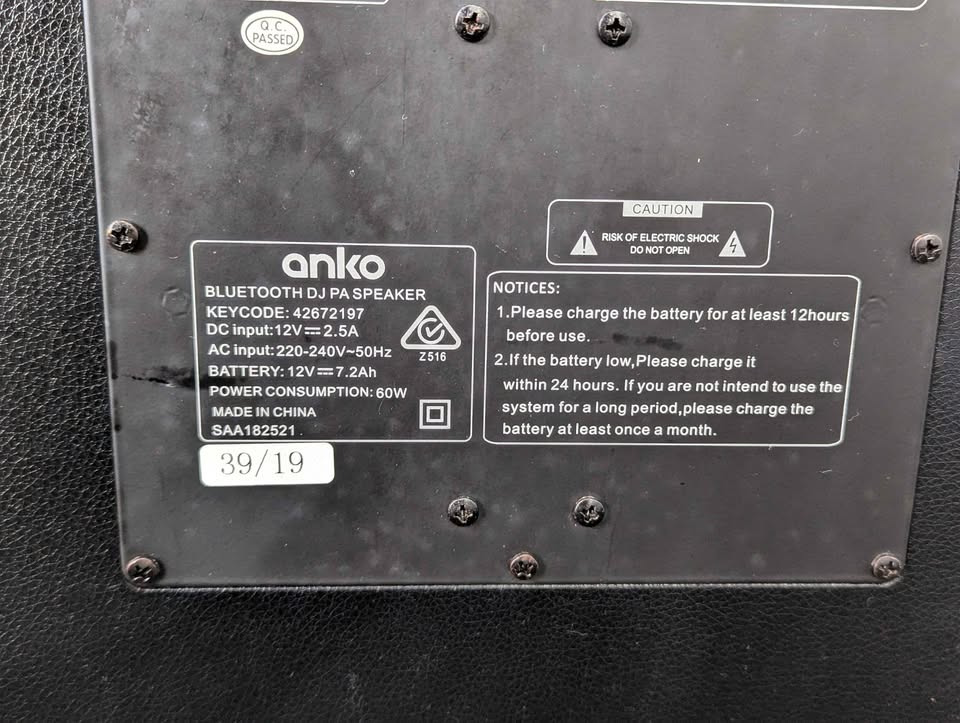 Q.C.
PASSED
CAUTION
RISK OF ELECTRIC SHOCK
DO NOT OPEN
anko
BLUETOOTH DJ PA SPEAKER
KEYCODE: 42672197
DC input:12V⎓2.5A
AC input:220-240V~50Hz
BATTERY: 12V⎓7.2Ah
POWER CONSUMPTION: 60W
MADE IN CHINA
SAA182521
Z516
39/19
NOTICES:
1.Please charge the battery for at least 12hours
before use.
2.If the battery low,Please charge it
within 24 hours. If you are not intend to use the
system for a long period,please charge the
battery at least once a month.